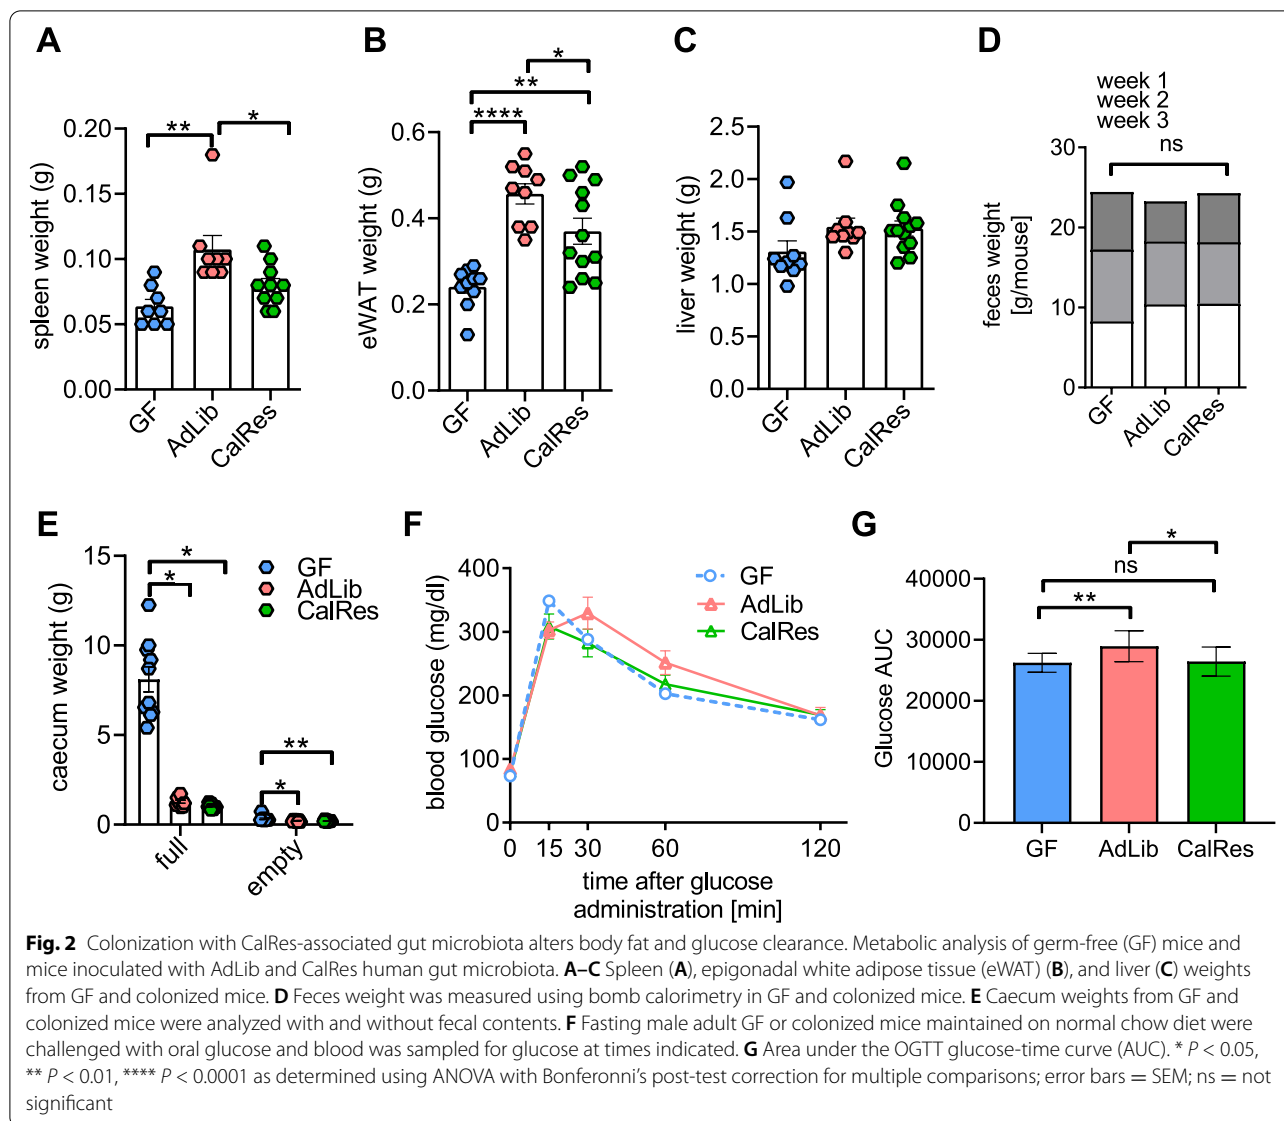 A
B
C
D
spleen weight (g)
0.20
0.15
0.10
0.05
0.00
**
*
GF
AdLib
CalRes
eWAT weight (g)
0.6
0.4
0.2
0.0
*
**
****
GF
AdLib
CalRes
liver weight (g)
2.5
2.0
1.5
1.0
0.5
0.0
GF
AdLib
CalRes
week 1
week 2
week 3
feces weight
[g/mouse]
30
20
10
0
ns
GF
AdLib
CalRes
E
F
G
caecum weight (g)
15
10
5
0
*
*
**
*
GF
AdLib
CalRes
full
empty
blood glucose (mg/dl)
400
300
200
100
0
GF
AdLib
CalRes
0 15 30 60 120
time after glucose
administration [min]
Glucose AUC
40000
30000
20000
10000
0
*
ns
**
GF AdLib CalRes
Fig. 2 Colonization with CalRes-associated gut microbiota alters body fat and glucose clearance. Metabolic analysis of germ-free (GF) mice and
mice inoculated with AdLib and CalRes human gut microbiota. A–C Spleen (A), epigonadal white adipose tissue (eWAT) (B), and liver (C) weights
from GF and colonized mice. D Feces weight was measured using bomb calorimetry in GF and colonized mice. E Caecum weights from GF and
colonized mice were analyzed with and without fecal contents. F Fasting male adult GF or colonized mice maintained on normal chow diet were
challenged with oral glucose and blood was sampled for glucose at times indicated. G Area under the OGTT glucose-time curve (AUC). * P < 0.05,
** P < 0.01, **** P < 0.0001 as determined using ANOVA with Bonferonni's post-test correction for multiple comparisons; error bars = SEM; ns = not
significant